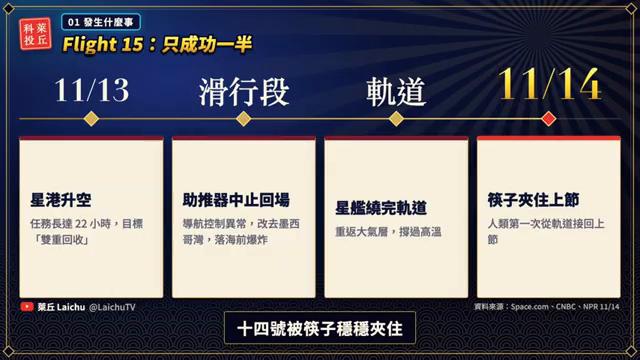 萊丘
科投
01 發生什麼事
Flight 15：只成功一半
11/13
滑行段
軌道
11/14
星港升空
任務長達 22 小時，目標
「雙重回收」
助推器中止回場
導航控制異常，改去墨西
哥灣，落海前爆炸
星艦繞完軌道
重返大氣層，撐過高溫
筷子夾住上節
人類第一次從軌道接回上
節
萊丘 Laichu @LaichuTV
資料來源：Space.com、CNBC、NPR 11/14
十四號被筷子穩穩夾住